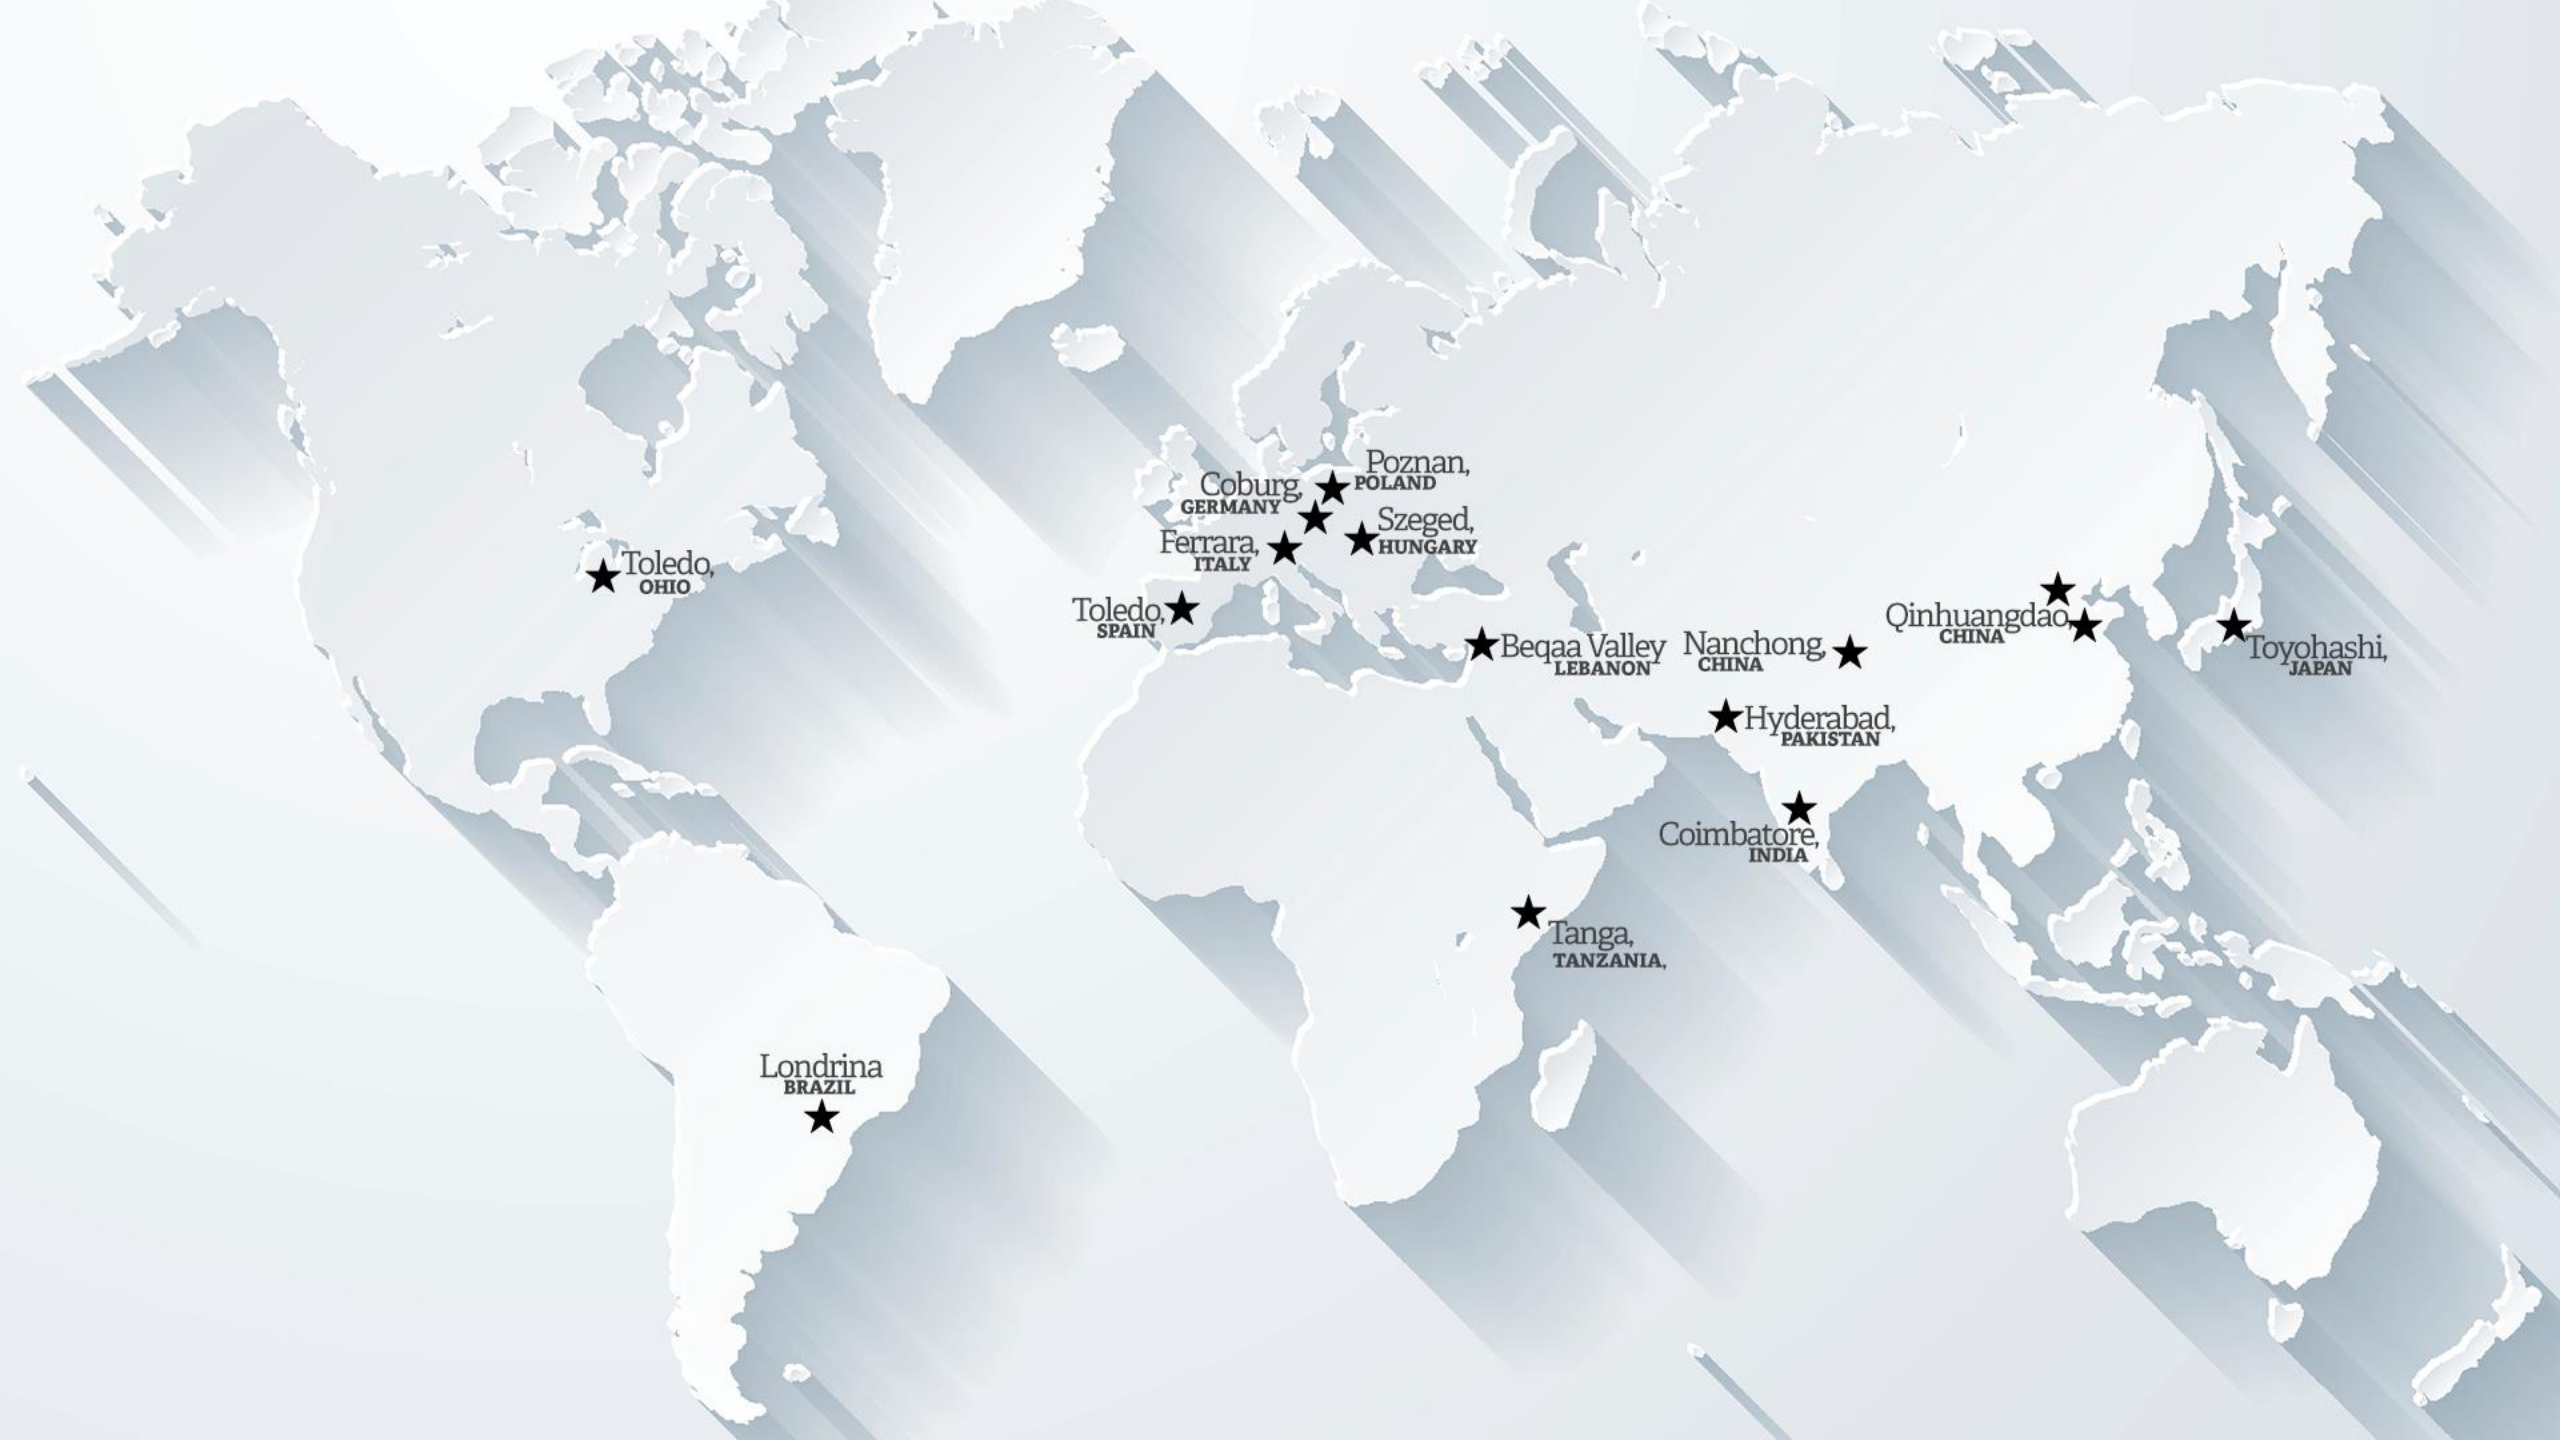 Poznan,
POLAND
Coburg,
GERMANY
Szeged,
HUNGARY
Ferrara,
ITALY
Toledo,
OHIO
Toledo,
SPAIN
Qinhuangdao,
CHINA
Beqaa Valley
LEBANON
Nanchong,
CHINA
Toyohashi,
JAPAN
Hyderabad,
PAKISTAN
Coimbatore,
INDIA
Tanga,
TANZANIA,
Londrina
BRAZIL